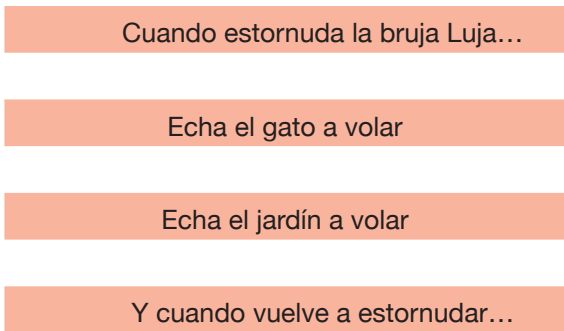 Cuando estornuda la bruja Luja…
Echa el gato a volar
Echa el jardín a volar
Y cuando vuelve a estornudar…